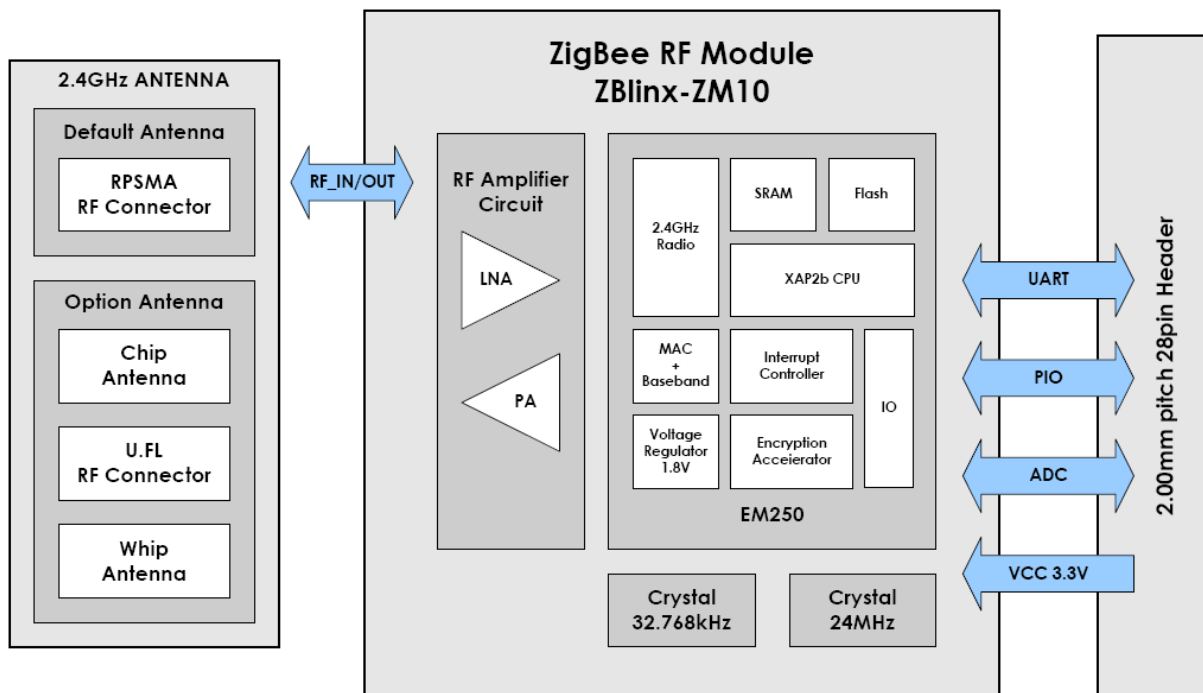 2.4GHz ANTENNA
Default Antenna
RPSMA
RF Connector
Option Antenna
Chip
Antenna
U.FL
RF Connector
Whip
Antenna
RF_IN/OUT
ZigBee RF Module
ZBlinx-ZM10
RF Amplifier
Circuit
LNA
PA
2.4GHz
Radio
SRAM
Flash
XAP2b CPU
MAC
+
Baseband
Interrupt
Controller
IO
Voltage
Regulator
1.8V
Encryption
Acceierator
EM250
Crystal
32.768kHz
Crystal
24MHz
UART
PIO
ADC
VCC 3.3V
2.00mm pitch 28pin Header